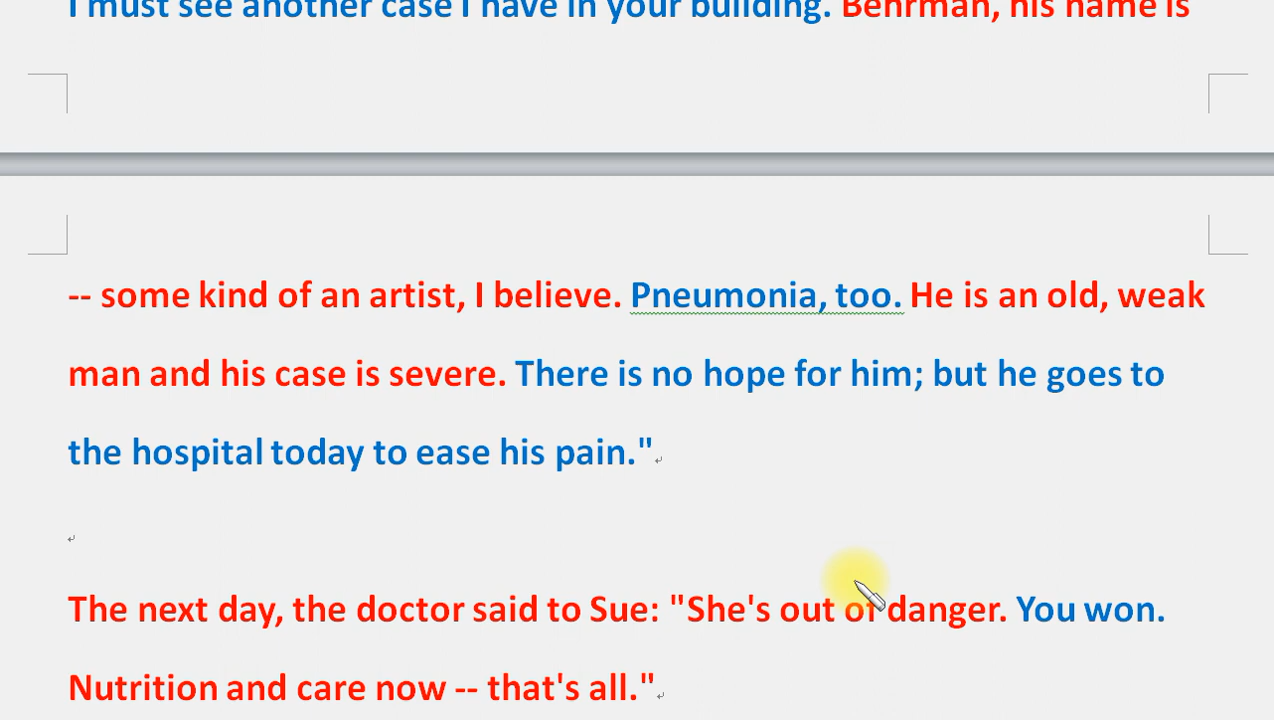 I must see another case I have in your building. Behrman, his name is
-- some kind of an artist, I believe. Pneumonia, too. He is an old, weak
man and his case is severe. There is no hope for him; but he goes to
the hospital today to ease his pain."
The next day, the doctor said to Sue: "She's out of danger. You won.
Nutrition and care now -- that's all."